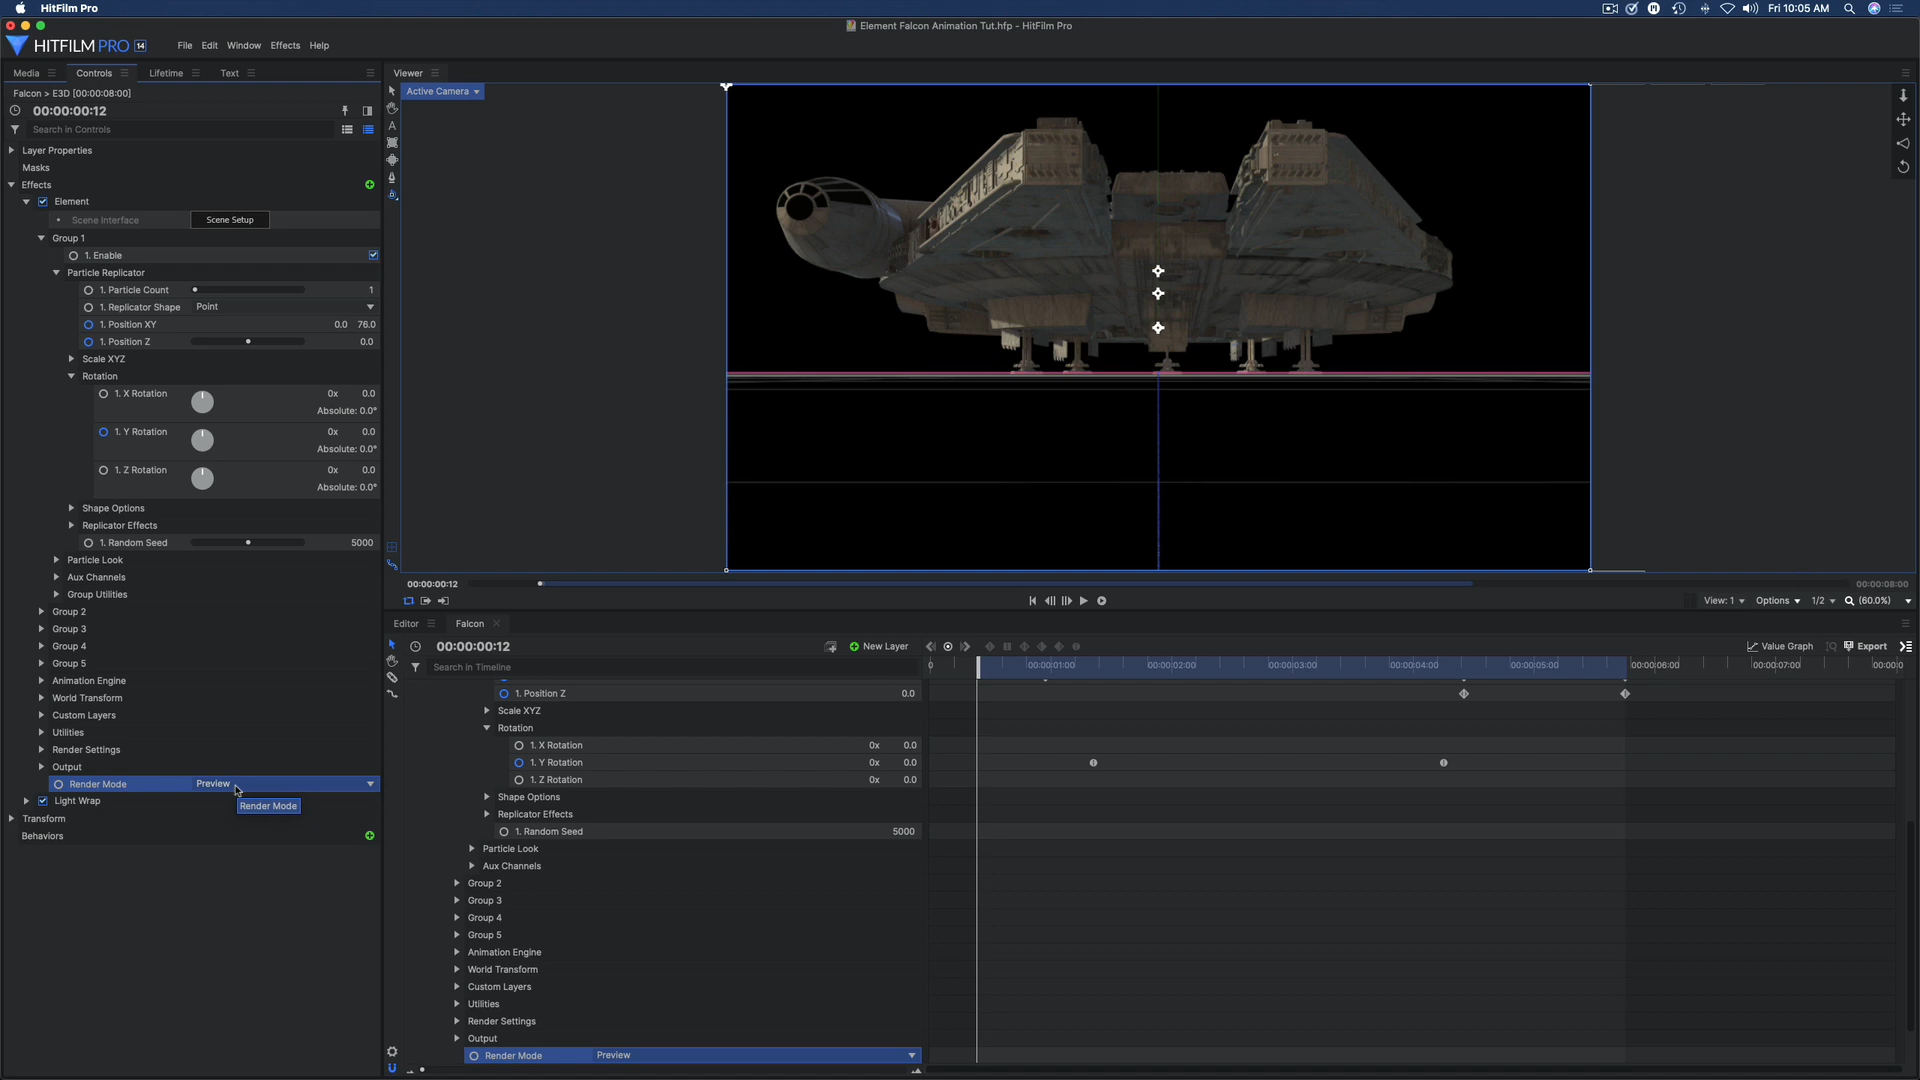 HitFilm Pro
Fri 10:05 AM
Element Falcon Animation Tut.hfp - HitFilm Pro
HITFILM PRO 14
File Edit Window Effects Help
Media Controls Lifetime Text
Falcon > E3D [00:00:08:00]
00:00:00:12
Search in Controls
Layer Properties
Masks
Effects
Element
Scene Interface Scene Setup
Group 1
1. Enable
Particle Replicator
1. Particle Count 1
1. Replicator Shape Point
1. Position XY 0.0 76.0
1. Position Z 0.0
Scale XYZ
Rotation
1. X Rotation 0x 0.0
Absolute: 0.0°
1. Y Rotation 0x 0.0
Absolute: 0.0°
1. Z Rotation 0x 0.0
Absolute: 0.0°
Shape Options
Replicator Effects
1. Random Seed 5000
Particle Look
Aux Channels
Group Utilities
Group 2
Group 3
Group 4
Group 5
Animation Engine
World Transform
Custom Layers
Utilities
Render Settings
Output
Render Mode Preview
Light Wrap
Render Mode
Transform
Behaviors
Viewer
Active Camera
00:00:00:12 00:00:08:00
View: 1 Options 1/2 (60.0%)
Editor Falcon
00:00:00:12 New Layer Value Graph Export
Search in Timeline
0 00:00:01:00 00:00:02:00 00:00:03:00 00:00:04:00 00:00:05:00 00:00:06:00 00:00:07:00 00:00:0
1. Position Z 0.0
Scale XYZ
Rotation
1. X Rotation 0x 0.0
1. Y Rotation 0x 0.0
1. Z Rotation 0x 0.0
Shape Options
Replicator Effects
1. Random Seed 5000
Particle Look
Aux Channels
Group 2
Group 3
Group 4
Group 5
Animation Engine
World Transform
Custom Layers
Utilities
Render Settings
Output
Render Mode Preview